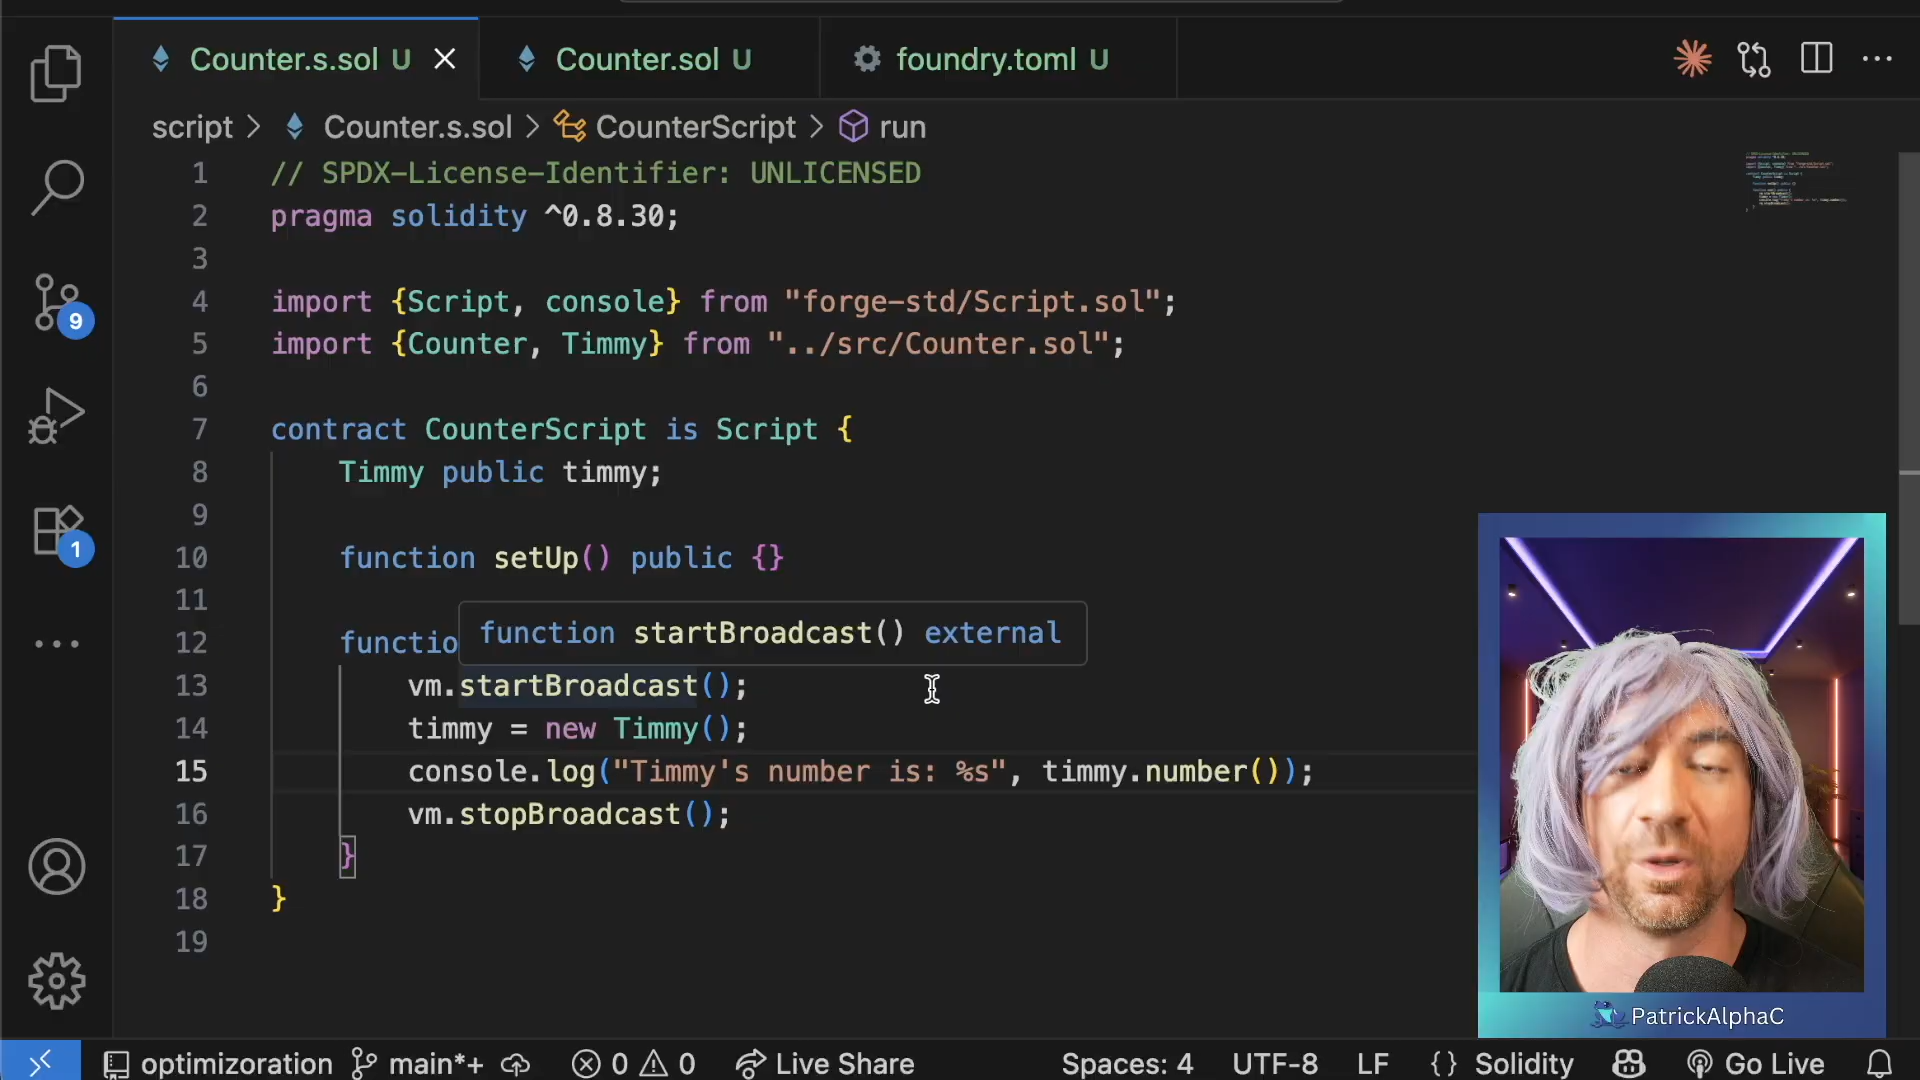 Counter.s.sol U
Counter.sol U
foundry.toml U
script > Counter.s.sol > CounterScript > run
1 // SPDX-License-Identifier: UNLICENSED
2 pragma solidity ^0.8.30;
3
4 import {Script, console} from "forge-std/Script.sol";
5 import {Counter, Timmy} from "../src/Counter.sol";
6
7 contract CounterScript is Script {
8 Timmy public timmy;
9
10 function setUp() public {}
11
function startBroadcast() external
12 functio
13 vm.startBroadcast();
14 timmy = new Timmy();
15 console.log("Timmy's number is: %s", timmy.number());
16 vm.stopBroadcast();
17 }
18 }
19
9
1
PatrickAlphaC
optimizoration main*+ 0 0 Live Share Spaces: 4 UTF-8 LF {} Solidity Go Live